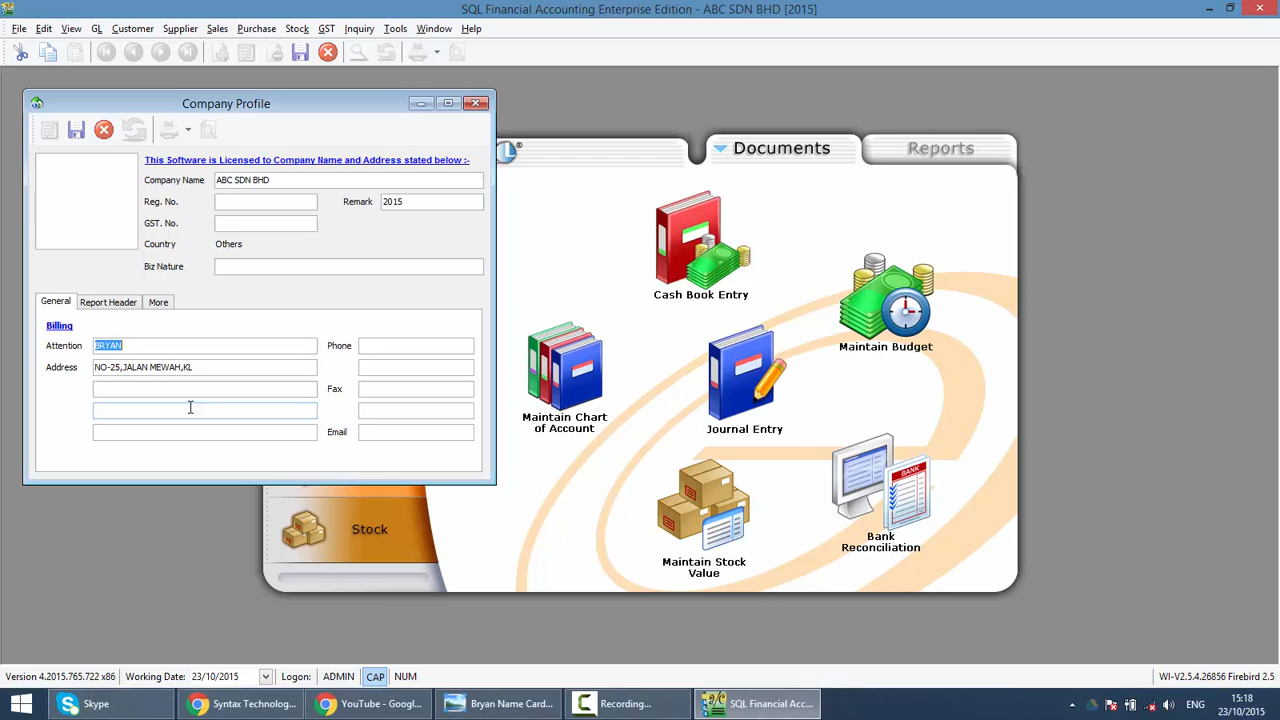 SQL Financial Accounting Enterprise Edition - ABC SDN BHD [2015]
File Edit View GL Customer Supplier Sales Purchase Stock GST Inquiry Tools Window Help
Company Profile
This Software is Licensed to Company Name and Address stated below :-
Company Name ABC SDN BHD
Reg. No. Remark 2015
GST. No.
Country Others
Biz Nature
General Report Header More
Billing
Attention BRYAN Phone
Address NO-25,JALAN MEWAH,KL
Fax
Email
L®
Documents
Reports
Cash Book Entry
Maintain Budget
Maintain Chart
of Account
Journal Entry
Maintain Stock
Value
Bank
Reconciliation
Stock
Version 4.2015.765.722 x86 Working Date: 23/10/2015 Logon: ADMIN CAP NUM WI-V2.5.4.26856 Firebird 2.5
Skype
Syntax Technolog...
YouTube - Googl...
Bryan Name Card...
Recording...
SQL Financial Acc...
ENG
15:18
23/10/2015